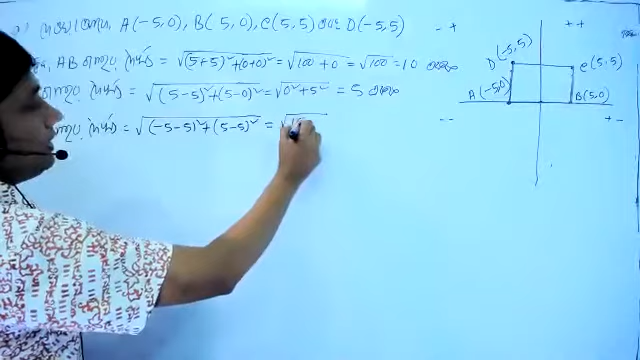 A(-5,0), B(5,0), C(5,5) এবং D(-5,5)
AB বাহুর দৈর্ঘ্য = √(5+5)²+(0+0)² = √100+0 = √100 = 10 একক
বাহুর দৈর্ঘ্য = √(5-5)²+(5-0)² = √0²+5² = 5 একক
বাহুর দৈর্ঘ্য = √(-5-5)²+(5-5)² = √
- +
+ +
D (-5,5)
C(5,5)
A(-5,0)
B(5,0)
- -
+ -